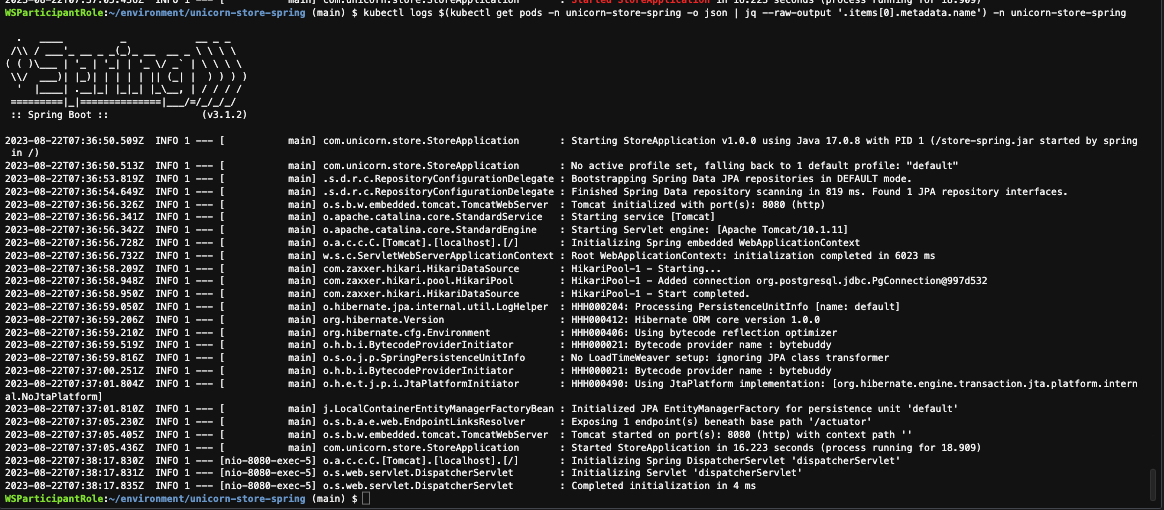 Started StoreApplication in 16.223 seconds (process running for 18.909)
WSParticipantRole:~/environment/unicorn-store-spring (main) $ kubectl logs $(kubectl get pods -n unicorn-store-spring -o json | jq --raw-output '.items[0].metadata.name') -n unicorn-store-spring
  .   ____          _            __ _ _
 /\\ / ___'_ __ _ _(_)_ __  __ _ \ \ \ \
( ( )\___ | '_ | '_| | '_ \/ _` | \ \ \ \
 \\/  ___)| |_)| | | | | || (_| |  ) ) ) )
  '  |____| .__|_| |_|_| |_\__, | / / / /
 =========|_|==============|___/=/_/_/_/
 :: Spring Boot ::                (v3.1.2)
2023-08-22T07:36:50.509Z  INFO 1 --- [           main] com.unicorn.store.StoreApplication       : Starting StoreApplication v1.0.0 using Java 17.0.8 with PID 1 (/store-spring.jar started by spring
 in /)
2023-08-22T07:36:50.513Z  INFO 1 --- [           main] com.unicorn.store.StoreApplication       : No active profile set, falling back to 1 default profile: "default"
2023-08-22T07:36:53.819Z  INFO 1 --- [           main] .s.d.r.c.RepositoryConfigurationDelegate : Bootstrapping Spring Data JPA repositories in DEFAULT mode.
2023-08-22T07:36:54.649Z  INFO 1 --- [           main] .s.d.r.c.RepositoryConfigurationDelegate : Finished Spring Data repository scanning in 819 ms. Found 1 JPA repository interfaces.
2023-08-22T07:36:56.326Z  INFO 1 --- [           main] o.s.b.w.embedded.tomcat.TomcatWebServer  : Tomcat initialized with port(s): 8080 (http)
2023-08-22T07:36:56.341Z  INFO 1 --- [           main] o.apache.catalina.core.StandardService   : Starting service [Tomcat]
2023-08-22T07:36:56.342Z  INFO 1 --- [           main] o.apache.catalina.core.StandardEngine    : Starting Servlet engine: [Apache Tomcat/10.1.11]
2023-08-22T07:36:56.728Z  INFO 1 --- [           main] o.a.c.c.C.[Tomcat].[localhost].[/]       : Initializing Spring embedded WebApplicationContext
2023-08-22T07:36:56.732Z  INFO 1 --- [           main] w.s.c.ServletWebServerApplicationContext : Root WebApplicationContext: initialization completed in 6023 ms
2023-08-22T07:36:58.209Z  INFO 1 --- [           main] com.zaxxer.hikari.HikariDataSource       : HikariPool-1 - Starting...
2023-08-22T07:36:58.948Z  INFO 1 --- [           main] com.zaxxer.hikari.pool.HikariPool        : HikariPool-1 - Added connection org.postgresql.jdbc.PgConnection@997d532
2023-08-22T07:36:58.950Z  INFO 1 --- [           main] com.zaxxer.hikari.HikariDataSource       : HikariPool-1 - Start completed.
2023-08-22T07:36:59.050Z  INFO 1 --- [           main] o.hibernate.jpa.internal.util.LogHelper  : HHH000204: Processing PersistenceUnitInfo [name: default]
2023-08-22T07:36:59.206Z  INFO 1 --- [           main] org.hibernate.Version                    : HHH000412: Hibernate ORM core version 1.0.0
2023-08-22T07:36:59.210Z  INFO 1 --- [           main] org.hibernate.cfg.Environment            : HHH000406: Using bytecode reflection optimizer
2023-08-22T07:36:59.519Z  INFO 1 --- [           main] o.h.b.i.BytecodeProviderInitiator        : HHH000021: Bytecode provider name : bytebuddy
2023-08-22T07:36:59.816Z  INFO 1 --- [           main] o.s.o.j.p.SpringPersistenceUnitInfo      : No LoadTimeWeaver setup: ignoring JPA class transformer
2023-08-22T07:37:00.251Z  INFO 1 --- [           main] o.h.b.i.BytecodeProviderInitiator        : HHH000021: Bytecode provider name : bytebuddy
2023-08-22T07:37:01.804Z  INFO 1 --- [           main] o.h.e.t.j.p.i.JtaPlatformInitiator       : HHH000490: Using JtaPlatform implementation: [org.hibernate.engine.transaction.jta.platform.intern
al.NoJtaPlatform]
2023-08-22T07:37:01.810Z  INFO 1 --- [           main] j.LocalContainerEntityManagerFactoryBean : Initialized JPA EntityManagerFactory for persistence unit 'default'
2023-08-22T07:37:05.230Z  INFO 1 --- [           main] o.s.b.a.e.web.EndpointLinksResolver      : Exposing 1 endpoint(s) beneath base path '/actuator'
2023-08-22T07:37:05.405Z  INFO 1 --- [           main] o.s.b.w.embedded.tomcat.TomcatWebServer  : Tomcat started on port(s): 8080 (http) with context path ''
2023-08-22T07:37:05.436Z  INFO 1 --- [           main] com.unicorn.store.StoreApplication       : Started StoreApplication in 16.223 seconds (process running for 18.909)
2023-08-22T07:38:17.830Z  INFO 1 --- [nio-8080-exec-5] o.a.c.c.C.[Tomcat].[localhost].[/]       : Initializing Spring DispatcherServlet 'dispatcherServlet'
2023-08-22T07:38:17.831Z  INFO 1 --- [nio-8080-exec-5] o.s.web.servlet.DispatcherServlet        : Initializing Servlet 'dispatcherServlet'
2023-08-22T07:38:17.835Z  INFO 1 --- [nio-8080-exec-5] o.s.web.servlet.DispatcherServlet        : Completed initialization in 4 ms
WSParticipantRole:~/environment/unicorn-store-spring (main) $